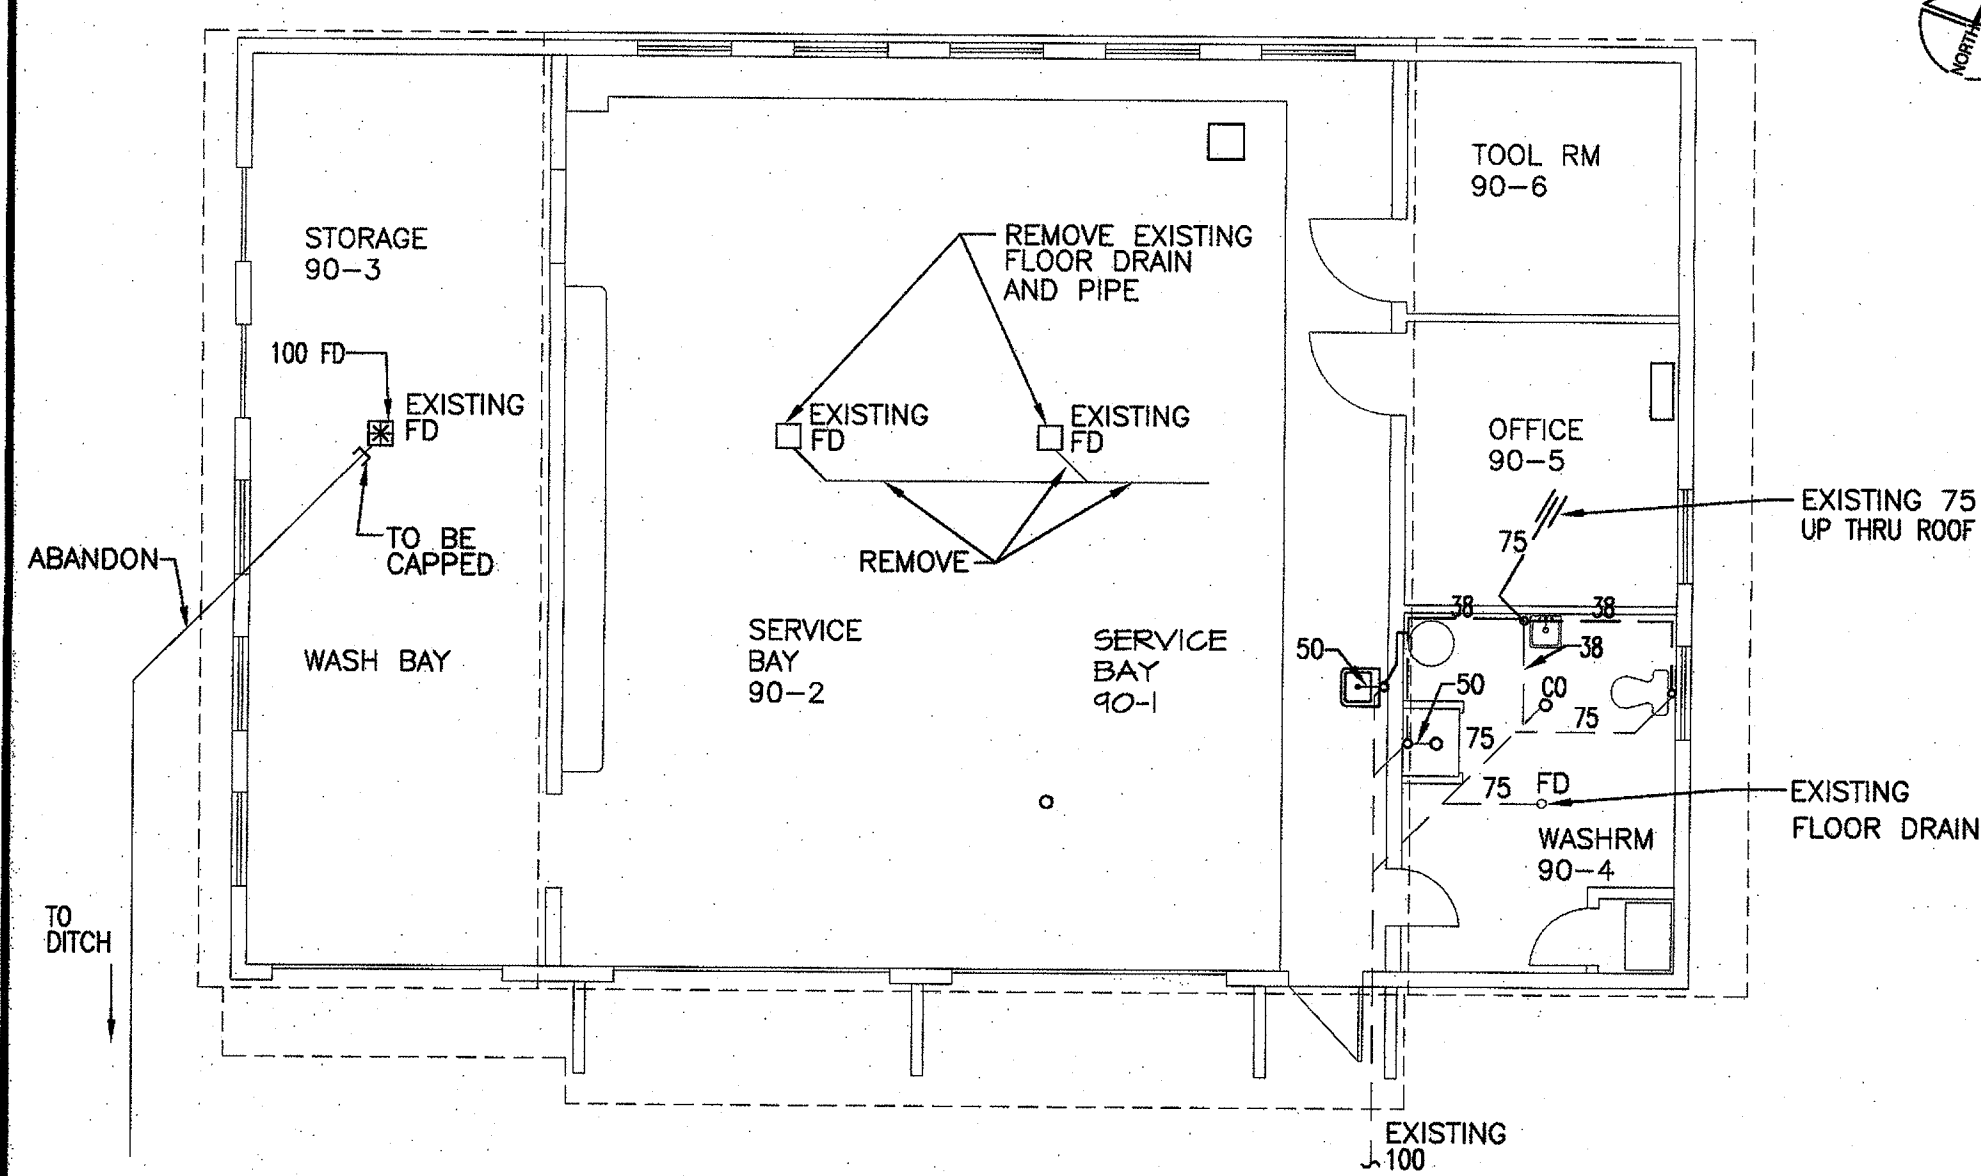 NORTH
TOOL RM
90-6
STORAGE
90-3
REMOVE EXISTING
FLOOR DRAIN
AND PIPE
100 FD
EXISTING
FD
EXISTING
FD
EXISTING
FD
OFFICE
90-5
EXISTING 75
UP THRU ROOF
75
TO BE
CAPPED
ABANDON
REMOVE
38
38
SERVICE
BAY
90-2
SERVICE
BAY
90-1
WASH BAY
50
38
50
CO
75
75
75
FD
EXISTING
FLOOR DRAIN
WASHRM
90-4
TO
DITCH
EXISTING
100